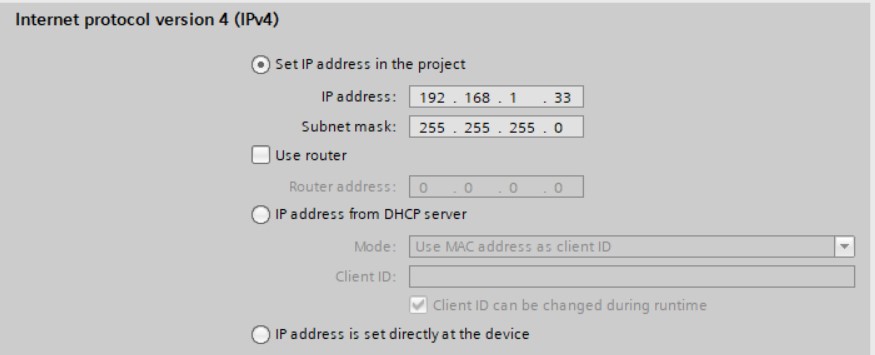 Internet protocol version 4 (IPv4)
Set IP address in the project
IP address: 192 . 168 . 1 . 33
Subnet mask: 255 . 255 . 255 . 0
Use router
Router address: 0 . 0 . 0 . 0
IP address from DHCP server
Mode: Use MAC address as client ID
Client ID:
Client ID can be changed during runtime
IP address is set directly at the device